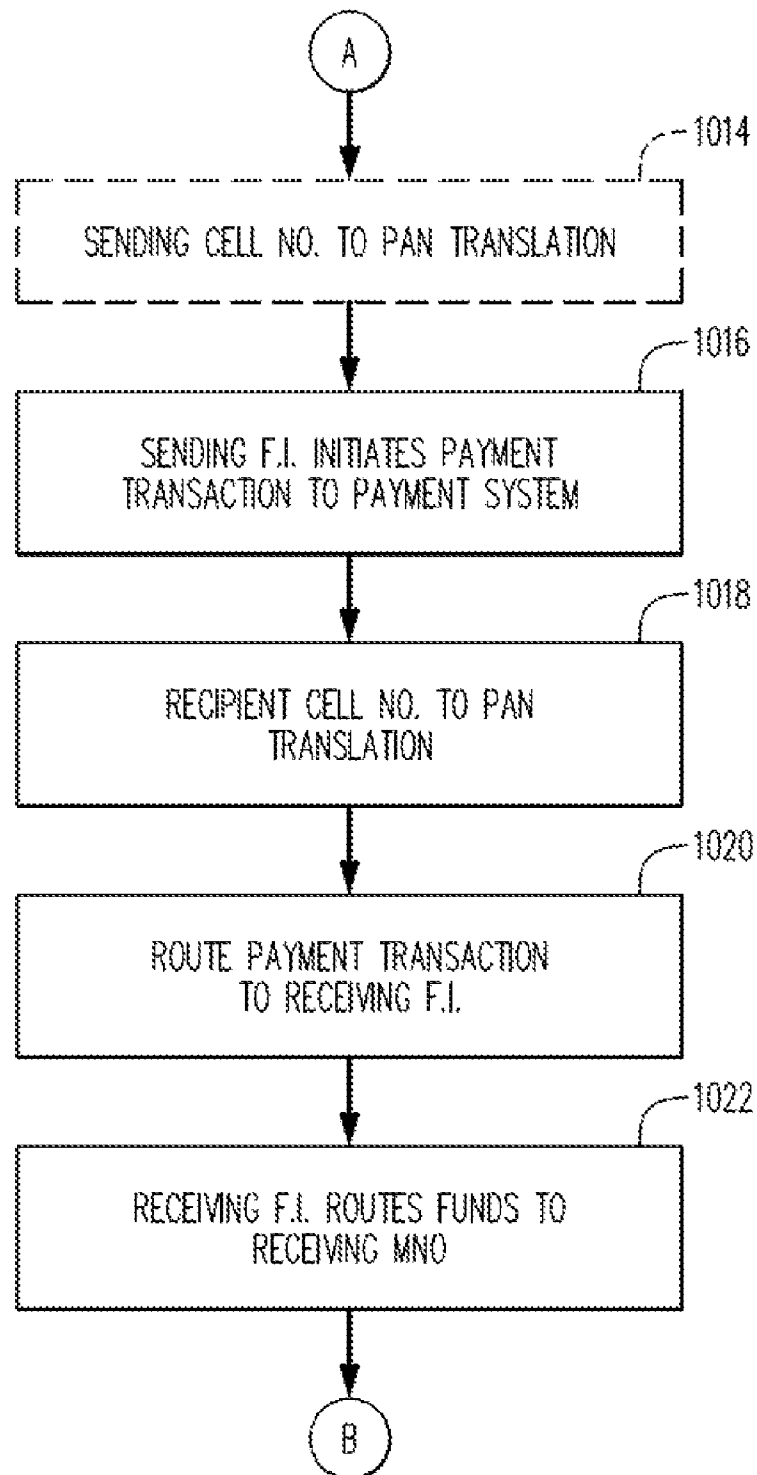 A
1014
SENDING CELL NO. TO PAN TRANSLATION
1016
SENDING F.I. INITIATES PAYMENT
TRANSACTION TO PAYMENT SYSTEM
1018
RECIPIENT CELL NO. TO PAN
TRANSLATION
1020
ROUTE PAYMENT TRANSACTION
TO RECEIVING F.I.
1022
RECEIVING F.I. ROUTES FUNDS TO
RECEIVING MNO
B